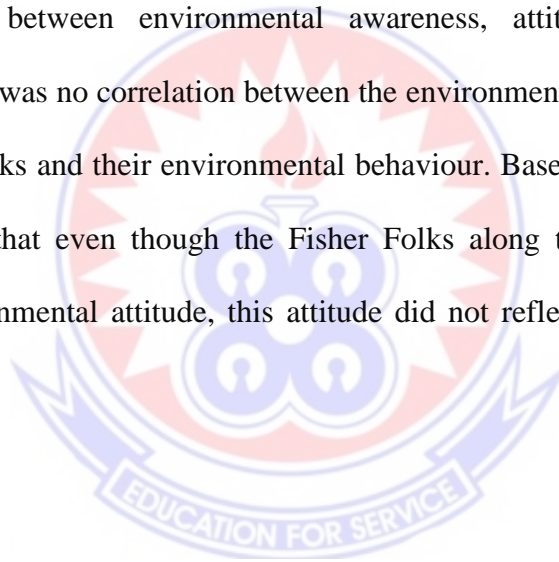 between environmental awareness, attit
was no correlation between the environmen
ks and their environmental behaviour. Base
that even though the Fisher Folks along t
nmental attitude, this attitude did not refle
EDUCATION FOR SERVICE